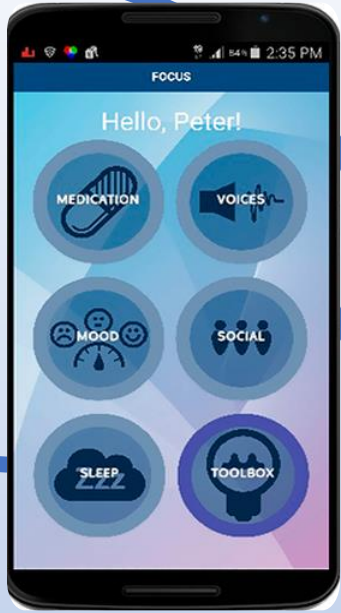 84% 2:35 PM
FOCUS
Hello, Peter!
MEDICATION VOICES
MOOD SOCIAL
SLEEP TOOLBOX
ZZZ